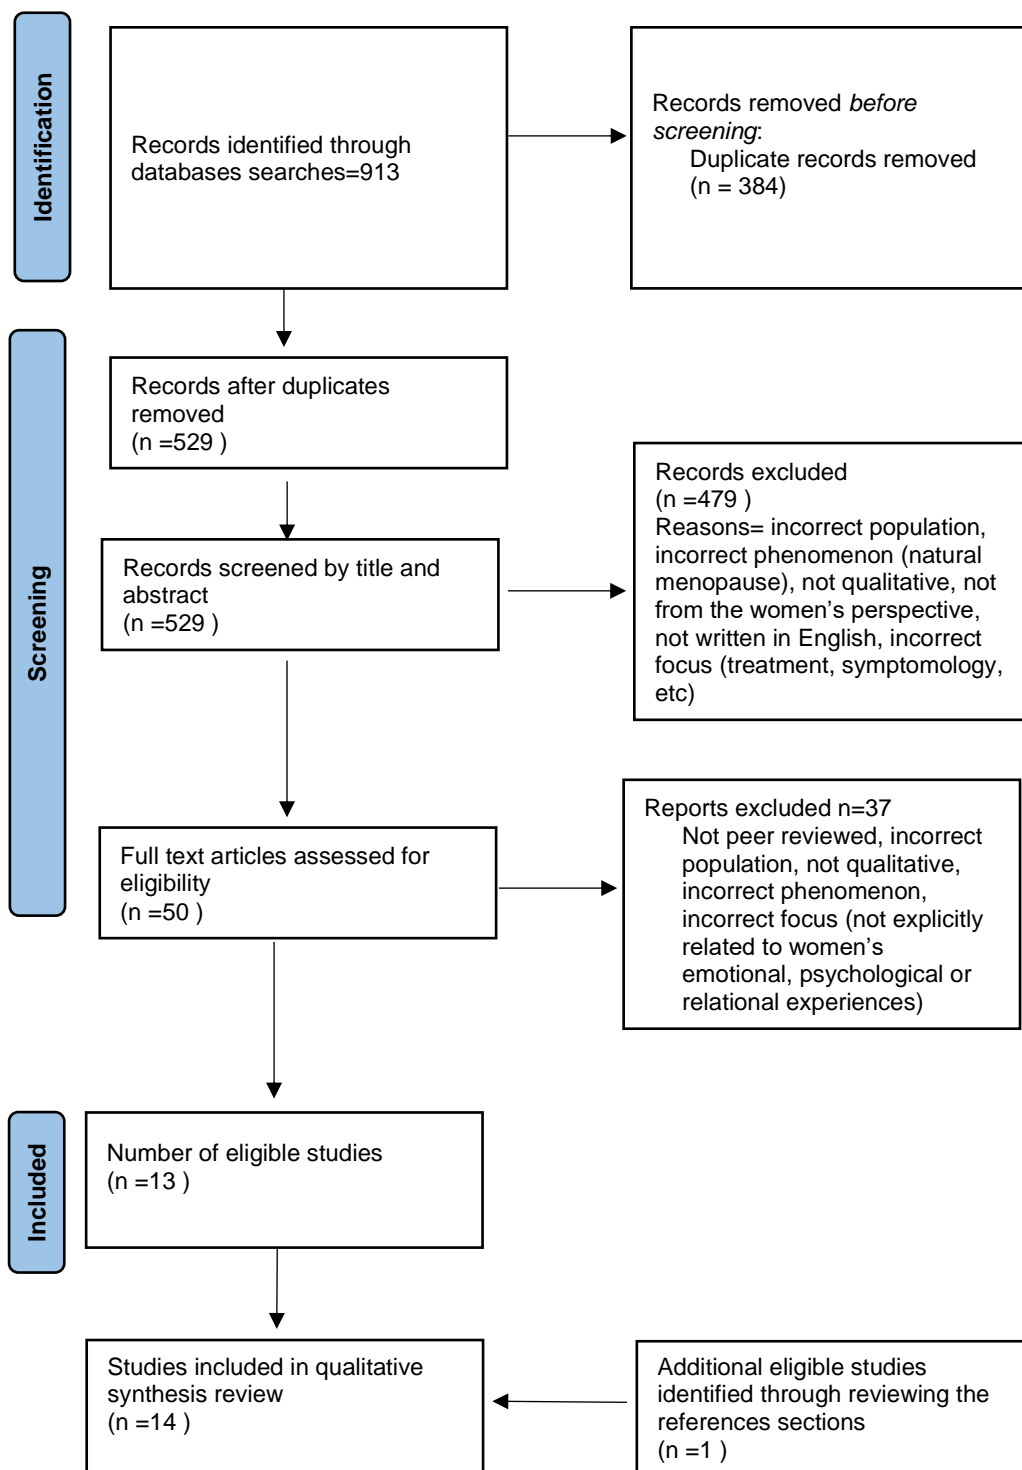 Identification
Records identified through
databases searches=913
Records removed before
screening:
Duplicate records removed
(n = 384)
Screening
Records after duplicates
removed
(n =529 )
Records screened by title and
abstract
(n =529 )
Records excluded
(n =479 )
Reasons= incorrect population,
incorrect phenomenon (natural
menopause), not qualitative, not
from the women’s perspective,
not written in English, incorrect
focus (treatment, symptomology,
etc)
Full text articles assessed for
eligibility
(n =50 )
Reports excluded n=37
Not peer reviewed, incorrect
population, not qualitative,
incorrect phenomenon,
incorrect focus (not explicitly
related to women’s
emotional, psychological or
relational experiences)
Included
Number of eligible studies
(n =13 )
Studies included in qualitative
synthesis review
(n =14 )
Additional eligible studies
identified through reviewing the
references sections
(n =1 )